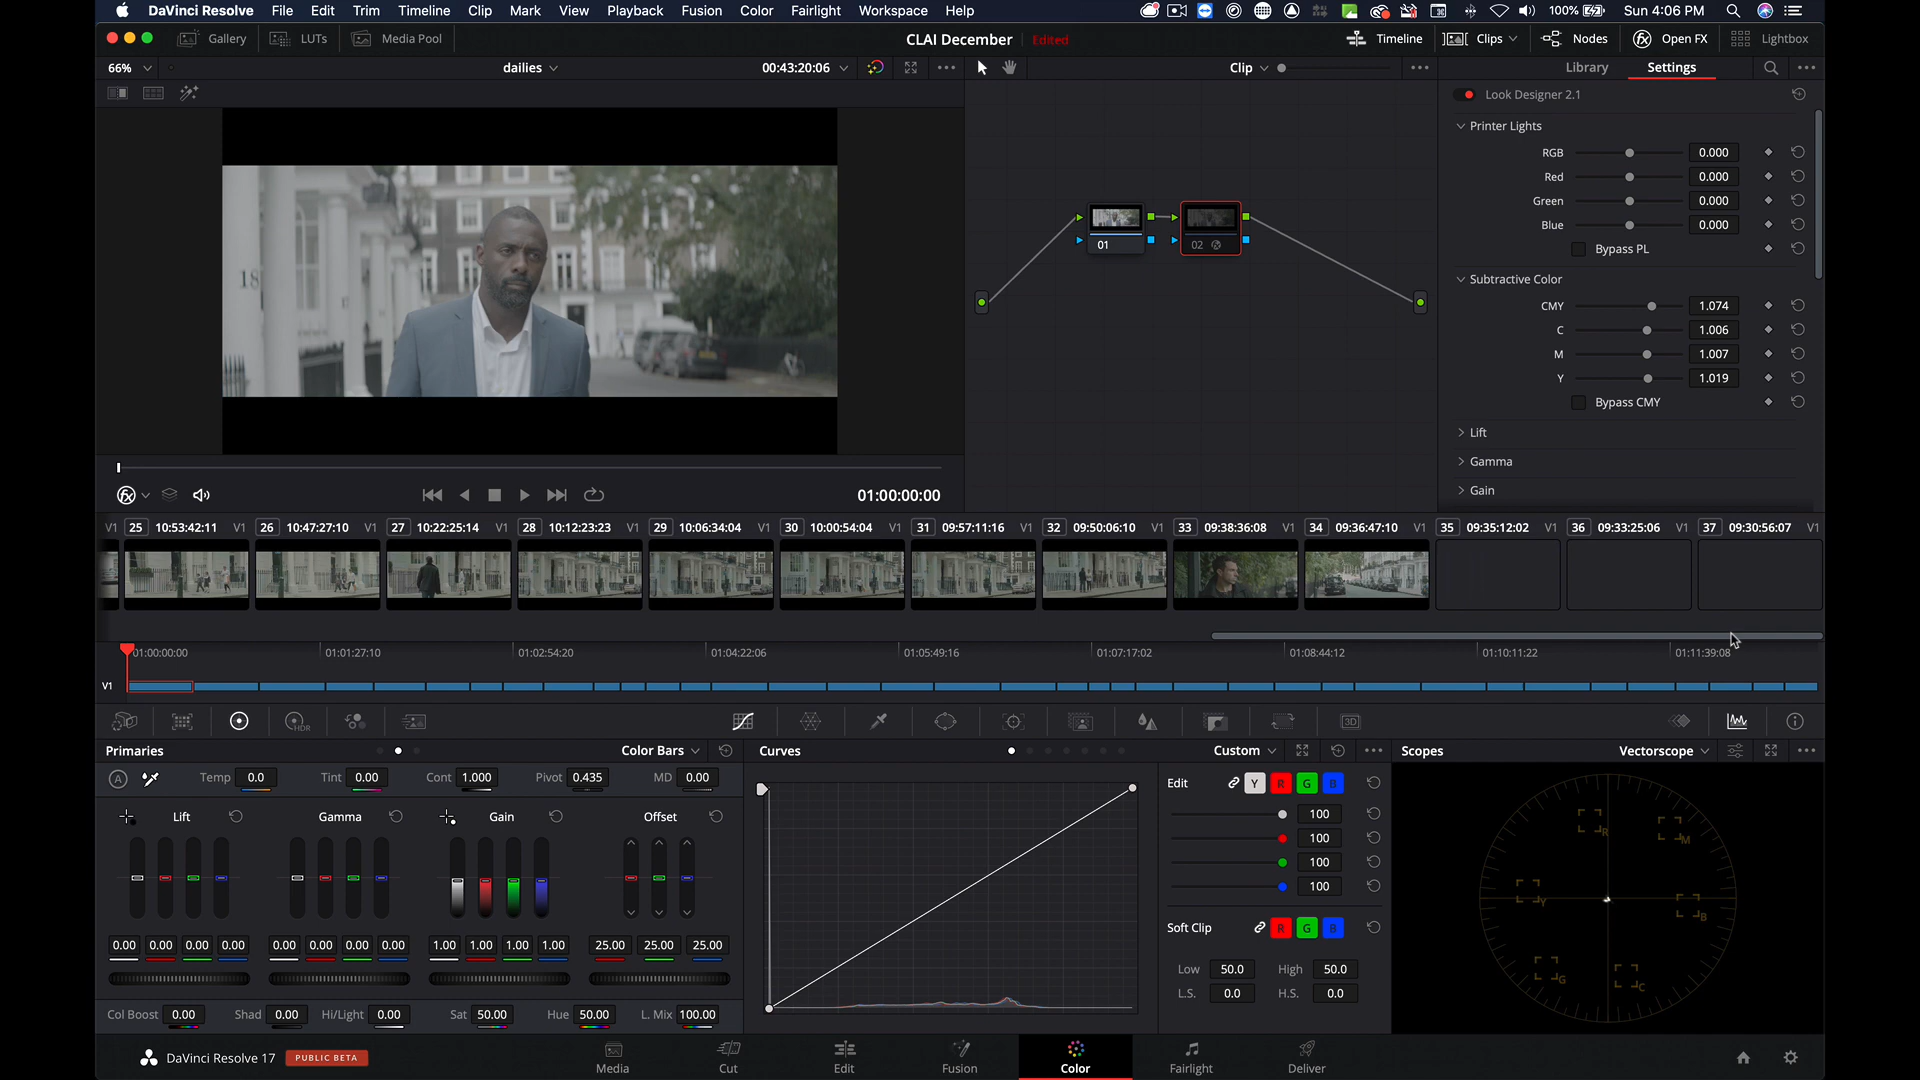 DaVinci Resolve File Edit Trim Timeline Clip Mark View Playback Fusion Color Fairlight Workspace Help 100% Sun 4:06 PM
Gallery LUTs Media Pool CLAI December Edited Timeline Clips Nodes Open FX Lightbox
66% dailies 00:43:20:06 Clip Library Settings
Look Designer 2.1
Printer Lights
RGB 0.000
Red 0.000
Green 0.000
Blue 0.000
Bypass PL
Subtractive Color
CMY 1.074
C 1.006
M 1.007
Y 1.019
Bypass CMY
Lift
Gamma
Gain
18
01 02
01:00:00:00
V1 25 10:53:42:11 V1 26 10:47:27:10 V1 27 10:22:25:14 V1 28 10:12:23:23 V1 29 10:06:34:04 V1 30 10:00:54:04 V1 31 09:57:11:16 V1 32 09:50:06:10 V1 33 09:38:36:08 V1 34 09:36:47:10 V1 35 09:35:12:02 V1 36 09:33:25:06 V1 37 09:30:56:07 V1
01:00:00:00 01:01:27:10 01:02:54:20 01:04:22:06 01:05:49:16 01:07:17:02 01:08:44:12 01:10:11:22 01:11:39:08
V1
HDR 3D
Primaries Color Bars Curves Custom Scopes Vectorscope
A Temp 0.0 Tint 0.00 Cont 1.000 Pivot 0.435 MD 0.00
Lift Gamma Gain Offset
0.00 0.00 0.00 0.00 0.00 0.00 0.00 0.00 1.00 1.00 1.00 1.00 25.00 25.00 25.00
Col Boost 0.00 Shad 0.00 Hi/Light 0.00 Sat 50.00 Hue 50.00 L. Mix 100.00
Edit Y R G B
100
100
100
100
Soft Clip R G B
Low 50.0 High 50.0
L.S. 0.0 H.S. 0.0
R M
Y B
G C
DaVinci Resolve 17 PUBLIC BETA Media Cut Edit Fusion Color Fairlight Deliver